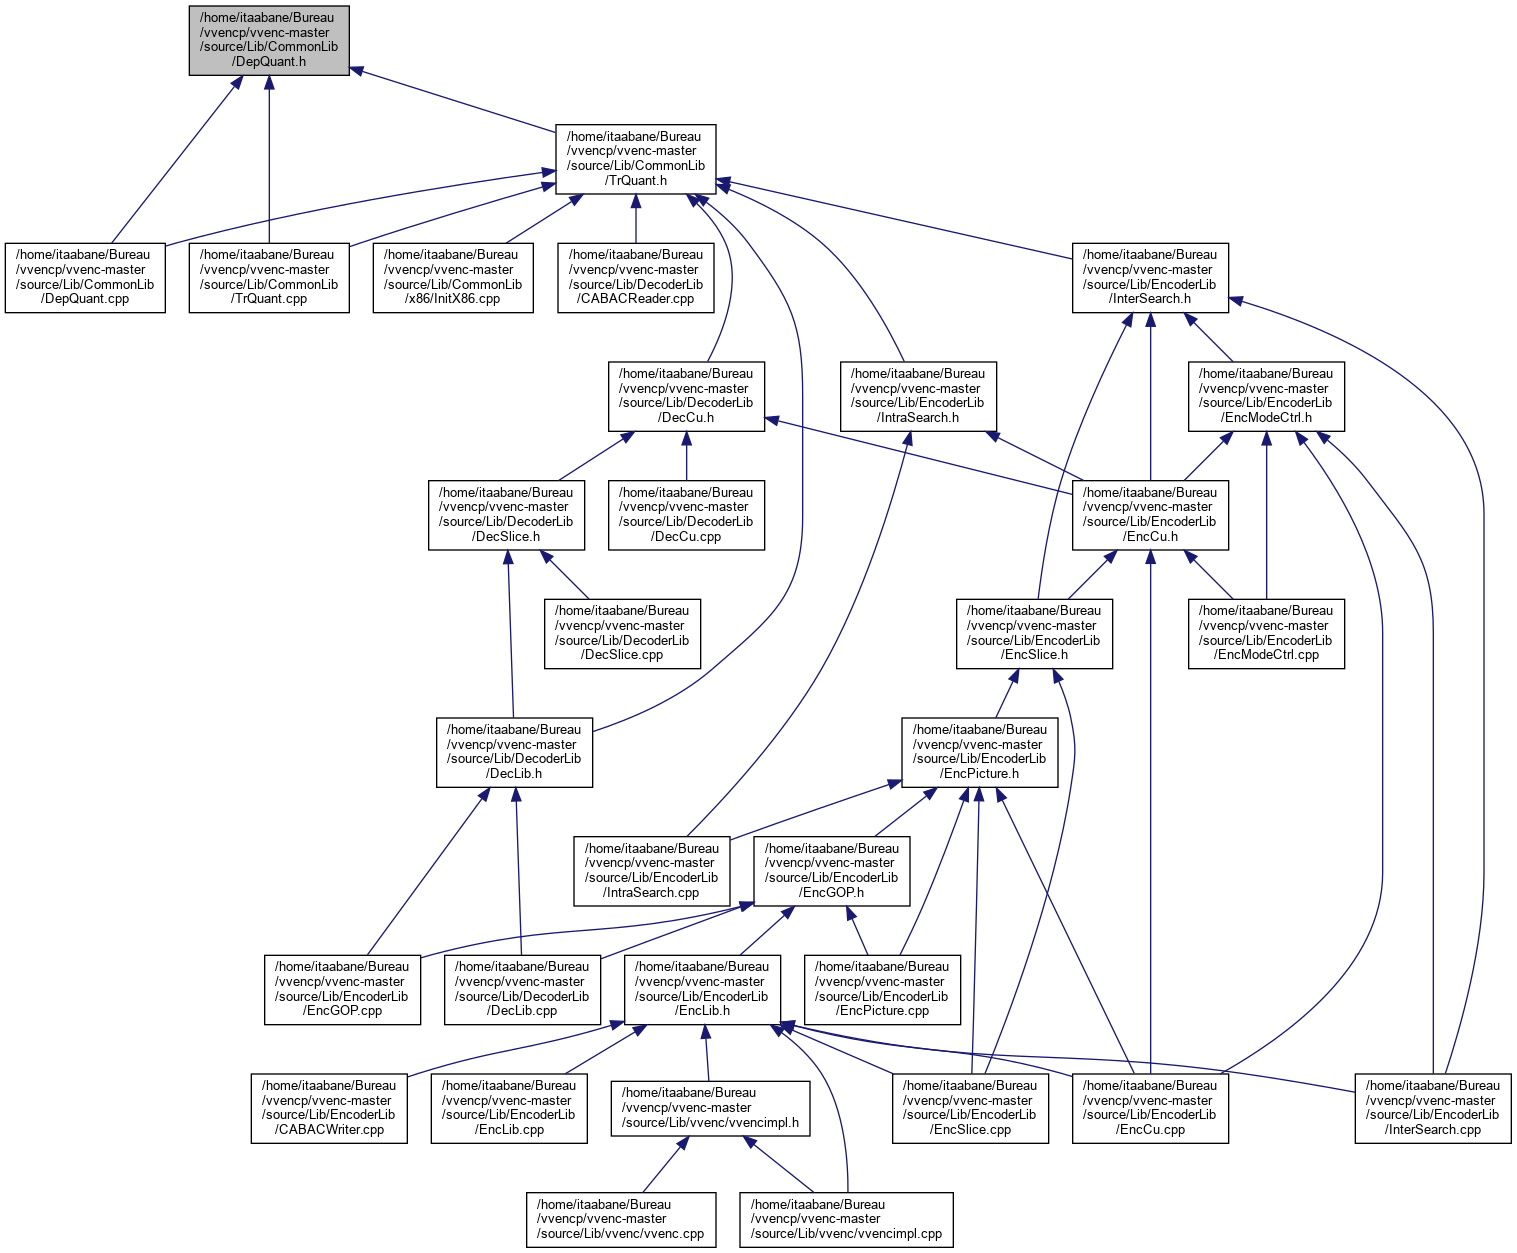 /home/itaabane/Bureau
/vvencp/vvenc-master
/source/Lib/CommonLib
/DepQuant.h
/home/itaabane/Bureau
/vvencp/vvenc-master
/source/Lib/CommonLib
/TrQuant.h
/home/itaabane/Bureau
/vvencp/vvenc-master
/source/Lib/CommonLib
/DepQuant.cpp
/home/itaabane/Bureau
/vvencp/vvenc-master
/source/Lib/CommonLib
/TrQuant.cpp
/home/itaabane/Bureau
/vvencp/vvenc-master
/source/Lib/CommonLib
/x86/InitX86.cpp
/home/itaabane/Bureau
/vvencp/vvenc-master
/source/Lib/DecoderLib
/CABACReader.cpp
/home/itaabane/Bureau
/vvencp/vvenc-master
/source/Lib/EncoderLib
/InterSearch.h
/home/itaabane/Bureau
/vvencp/vvenc-master
/source/Lib/DecoderLib
/DecCu.h
/home/itaabane/Bureau
/vvencp/vvenc-master
/source/Lib/EncoderLib
/IntraSearch.h
/home/itaabane/Bureau
/vvencp/vvenc-master
/source/Lib/EncoderLib
/EncModeCtrl.h
/home/itaabane/Bureau
/vvencp/vvenc-master
/source/Lib/DecoderLib
/DecSlice.h
/home/itaabane/Bureau
/vvencp/vvenc-master
/source/Lib/DecoderLib
/DecCu.cpp
/home/itaabane/Bureau
/vvencp/vvenc-master
/source/Lib/EncoderLib
/EncCu.h
/home/itaabane/Bureau
/vvencp/vvenc-master
/source/Lib/DecoderLib
/DecSlice.cpp
/home/itaabane/Bureau
/vvencp/vvenc-master
/source/Lib/EncoderLib
/EncSlice.h
/home/itaabane/Bureau
/vvencp/vvenc-master
/source/Lib/EncoderLib
/EncModeCtrl.cpp
/home/itaabane/Bureau
/vvencp/vvenc-master
/source/Lib/DecoderLib
/DecLib.h
/home/itaabane/Bureau
/vvencp/vvenc-master
/source/Lib/EncoderLib
/EncPicture.h
/home/itaabane/Bureau
/vvencp/vvenc-master
/source/Lib/EncoderLib
/IntraSearch.cpp
/home/itaabane/Bureau
/vvencp/vvenc-master
/source/Lib/EncoderLib
/EncGOP.h
/home/itaabane/Bureau
/vvencp/vvenc-master
/source/Lib/EncoderLib
/EncGOP.cpp
/home/itaabane/Bureau
/vvencp/vvenc-master
/source/Lib/DecoderLib
/DecLib.cpp
/home/itaabane/Bureau
/vvencp/vvenc-master
/source/Lib/EncoderLib
/EncLib.h
/home/itaabane/Bureau
/vvencp/vvenc-master
/source/Lib/EncoderLib
/EncPicture.cpp
/home/itaabane/Bureau
/vvencp/vvenc-master
/source/Lib/EncoderLib
/CABACWriter.cpp
/home/itaabane/Bureau
/vvencp/vvenc-master
/source/Lib/EncoderLib
/EncLib.cpp
/home/itaabane/Bureau
/vvencp/vvenc-master
/source/Lib/vvenc/vvencimpl.h
/home/itaabane/Bureau
/vvencp/vvenc-master
/source/Lib/EncoderLib
/EncSlice.cpp
/home/itaabane/Bureau
/vvencp/vvenc-master
/source/Lib/EncoderLib
/EncCu.cpp
/home/itaabane/Bureau
/vvencp/vvenc-master
/source/Lib/EncoderLib
/InterSearch.cpp
/home/itaabane/Bureau
/vvencp/vvenc-master
/source/Lib/vvenc/vvenc.cpp
/home/itaabane/Bureau
/vvencp/vvenc-master
/source/Lib/vvenc/vvencimpl.cpp